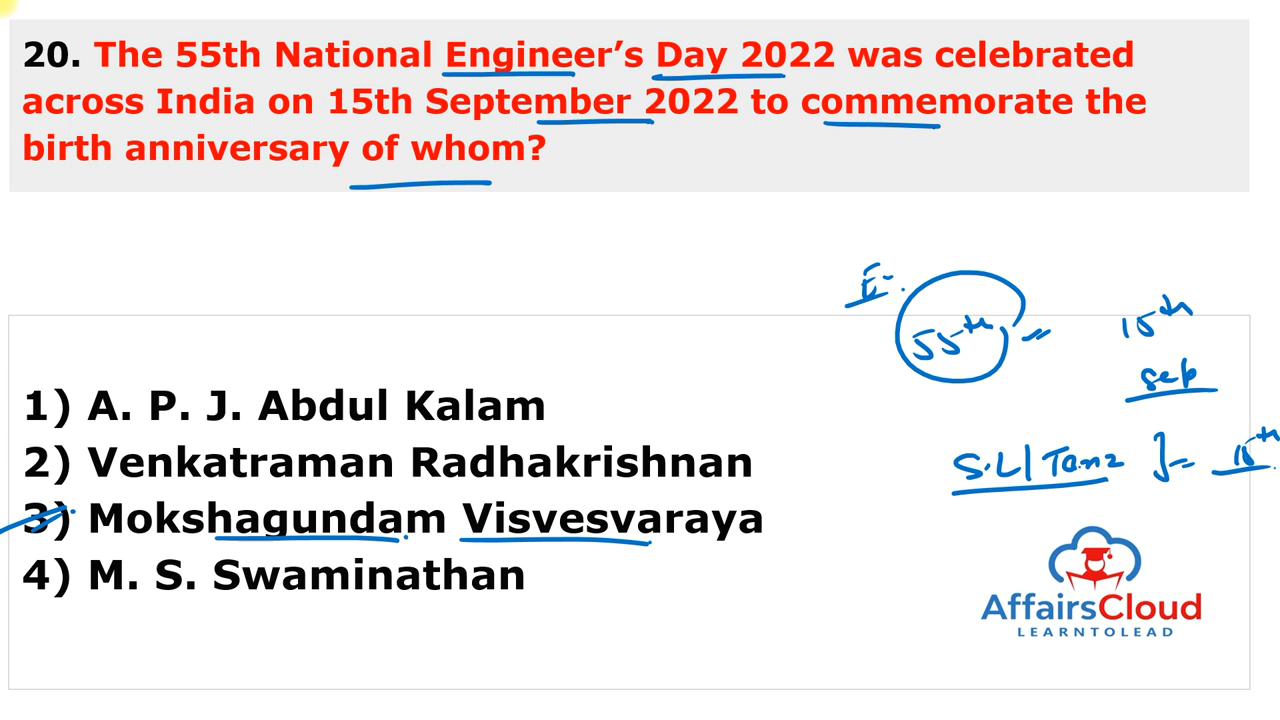 20. The 55th National Engineer’s Day 2022 was celebrated
across India on 15th September 2022 to commemorate the
birth anniversary of whom?
E.
55th =
15th
Sep
1) A. P. J. Abdul Kalam
2) Venkatraman Radhakrishnan
S.L/Tanz }= 15th
3) Mokshagundam Visvesvaraya
4) M. S. Swaminathan
AffairsCloud
LEARNTOLEAD